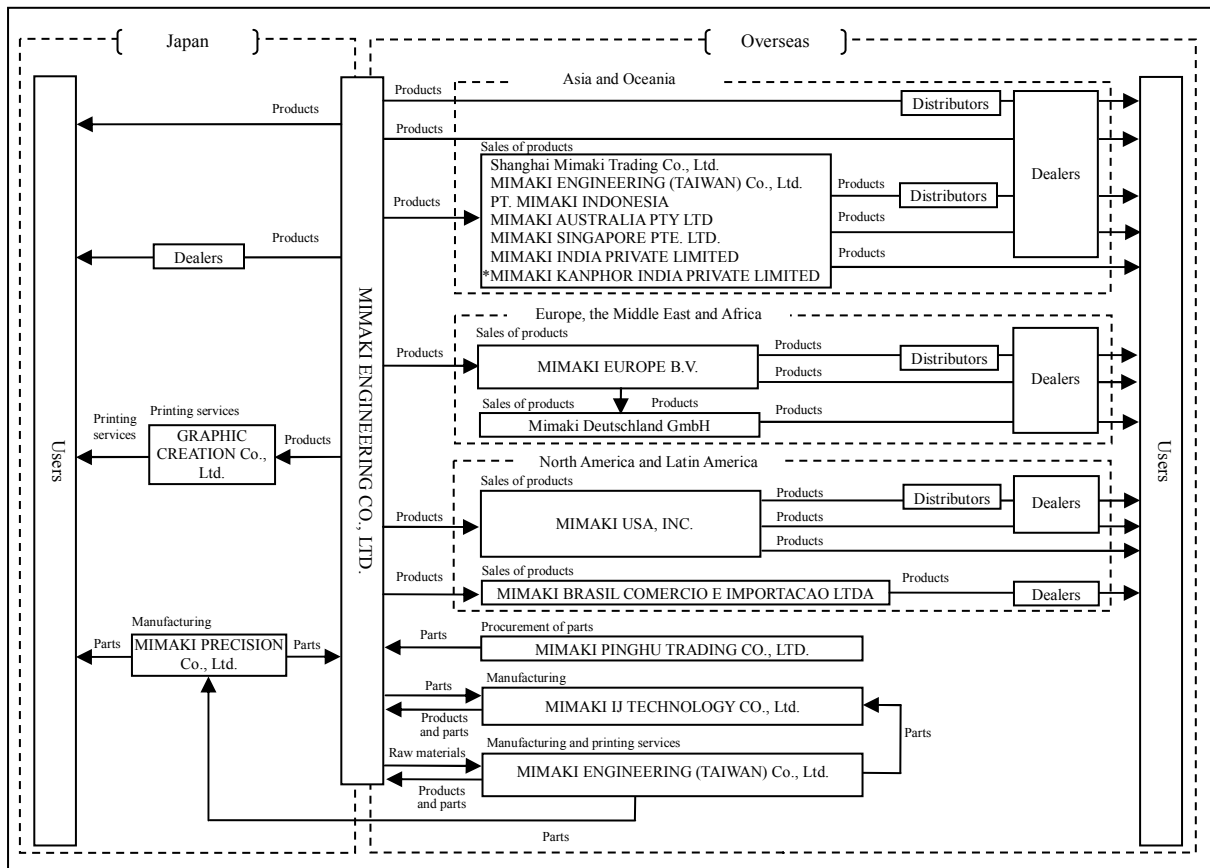 Japan
Overseas
Asia and Oceania
Products
Products
Distributors
Products
Dealers
Sales of products
Shanghai Mimaki Trading Co., Ltd.
MIMAKI ENGINEERING (TAIWAN) Co., Ltd.
PT. MIMAKI INDONESIA
MIMAKI AUSTRALIA PTY LTD
MIMAKI SINGAPORE PTE. LTD.
MIMAKI INDIA PRIVATE LIMITED
*MIMAKI KANPHOR INDIA PRIVATE LIMITED
Products
Products
Distributors
Products
Products
Products
Dealers
Europe, the Middle East and Africa
Sales of products
Products
MIMAKI EUROPE B.V.
Products
Distributors
Products
Dealers
Sales of products
Products
Mimaki Deutschland GmbH
Products
Users
MIMAKI ENGINEERING CO., LTD.
Users
Printing services
Printing
services
GRAPHIC
CREATION Co.,
Ltd.
Products
North America and Latin America
Sales of products
Products
MIMAKI USA, INC.
Products
Distributors
Dealers
Products
Products
Sales of products
Products
MIMAKI BRASIL COMERCIO E IMPORTACAO LTDA
Products
Dealers
Manufacturing
Parts
MIMAKI PRECISION
Co., Ltd.
Parts
Procurement of parts
Parts
MIMAKI PINGHU TRADING CO., LTD.
Manufacturing
Parts
MIMAKI IJ TECHNOLOGY CO., Ltd.
Products
and parts
Parts
Manufacturing and printing services
Raw materials
MIMAKI ENGINEERING (TAIWAN) Co., Ltd.
Products
and parts
Parts